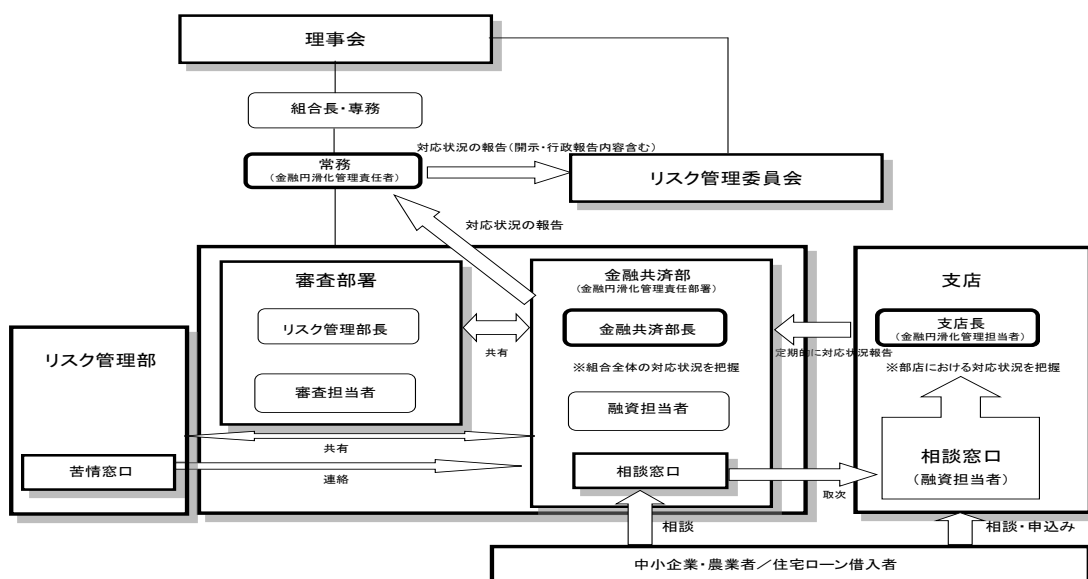 理事会
組合長・専務
対応状況の報告(開示・行政報告内容含む)
常務
(金融円滑化管理責任者)
リスク管理委員会
対応状況の報告
審査部署
金融共済部
(金融円滑化管理責任部署)
支店
リスク管理部長
金融共済部長
支店長
(金融円滑化管理担当者)
リスク管理部
共有
定期的に対応状況報告
※組合全体の対応状況を把握
※部店における対応状況を把握
審査担当者
融資担当者
共有
相談窓口
(融資担当者)
苦情窓口
連絡
相談窓口
取次
相談
相談・申込み
中小企業・農業者/住宅ローン借入者